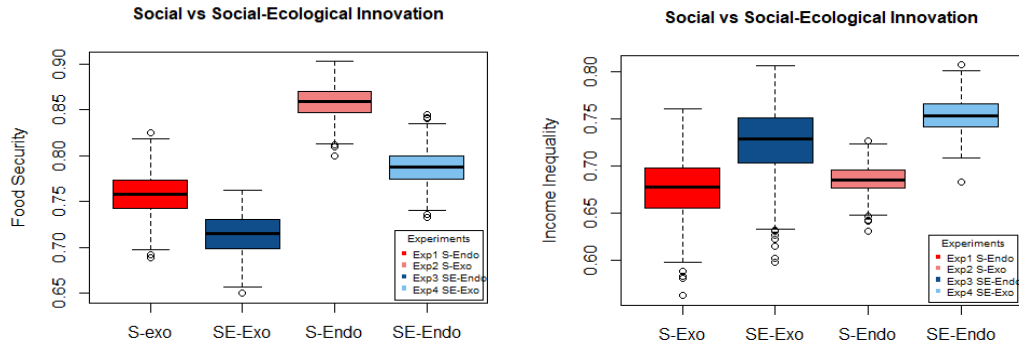 Social vs Social-Ecological Innovation
Food Security
0.90
0.85
0.80
0.75
0.70
0.65
Experiments
Exp1 S-Endo
Exp2 S-Exo
Exp3 SE-Endo
Exp4 SE-Exo
S-exo SE-Exo S-Endo SE-Endo
Social vs Social-Ecological Innovation
Income Inequality
0.80
0.75
0.70
0.65
0.60
Experiments
Exp1 S-Endo
Exp2 S-Exo
Exp3 SE-Endo
Exp4 SE-Exo
S-Exo SE-Exo S-Endo SE-Endo